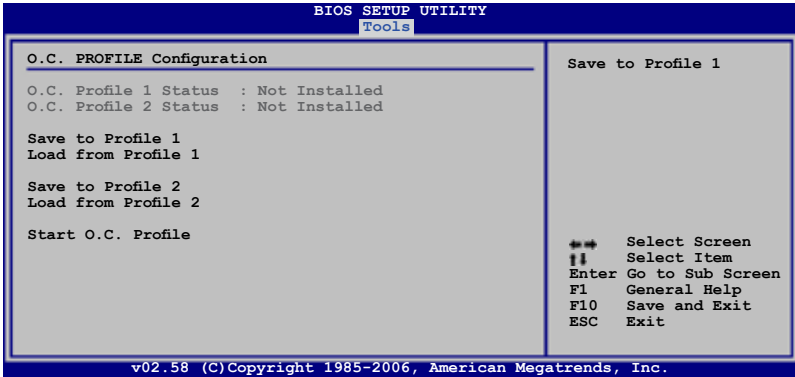 BIOS SETUP UTILITY
Tools
O.C. PROFILE Configuration
O.C. Profile 1 Status : Not Installed
O.C. Profile 2 Status : Not Installed
Save to Profile 1
Load from Profile 1
Save to Profile 2
Load from Profile 2
Start O.C. Profile
Save to Profile 1
←→ Select Screen
↑↓ Select Item
Enter Go to Sub Screen
F1 General Help
F10 Save and Exit
ESC Exit
v02.58 (C)Copyright 1985-2006, American Megatrends, Inc.